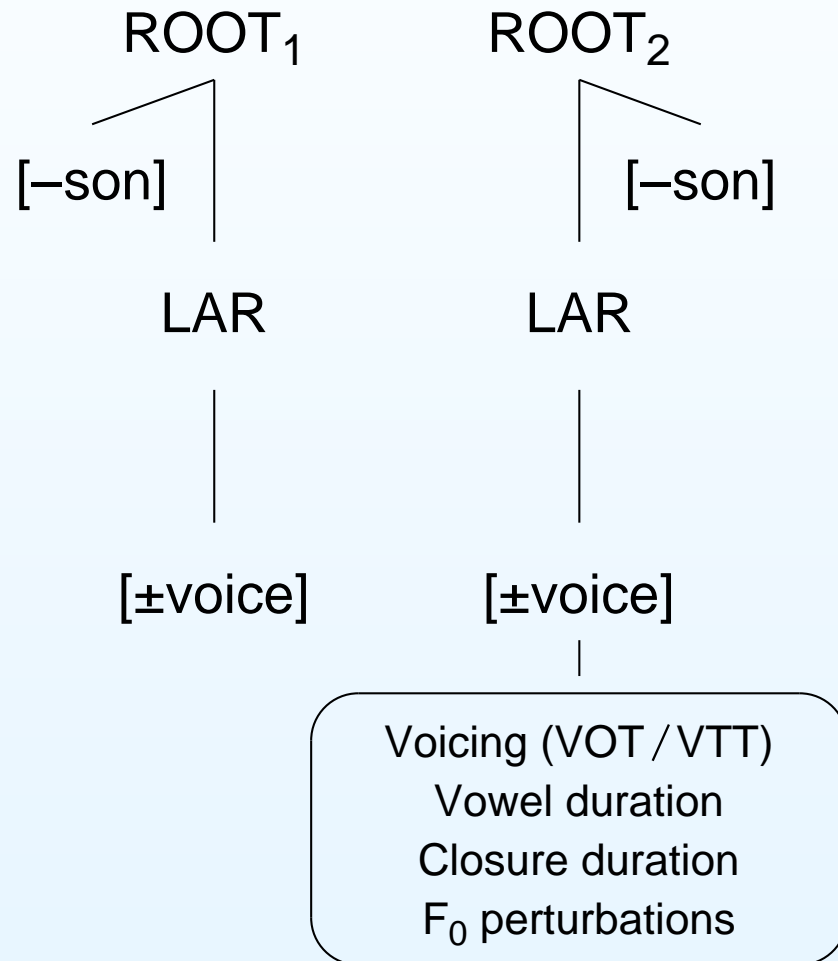 ROOT₁ ROOT₂
[–son] [–son]
LAR LAR
[±voice] [±voice]
Voicing (VOT / VTT)
Vowel duration
Closure duration
F₀ perturbations